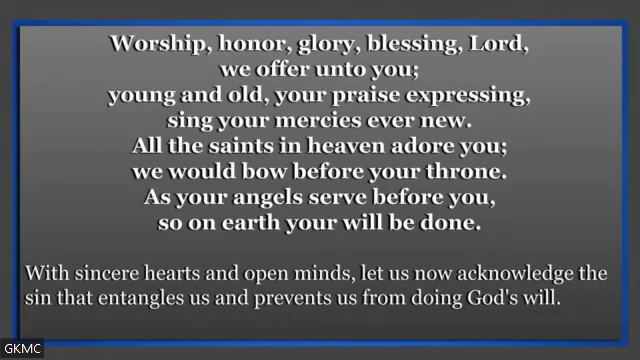 Worship, honor, glory, blessing, Lord,
we offer unto you;
young and old, your praise expressing,
sing your mercies ever new.
All the saints in heaven adore you;
we would bow before your throne.
As your angels serve before you,
so on earth your will be done.
With sincere hearts and open minds, let us now acknowledge the
sin that entangles us and prevents us from doing God's will.
GKMC